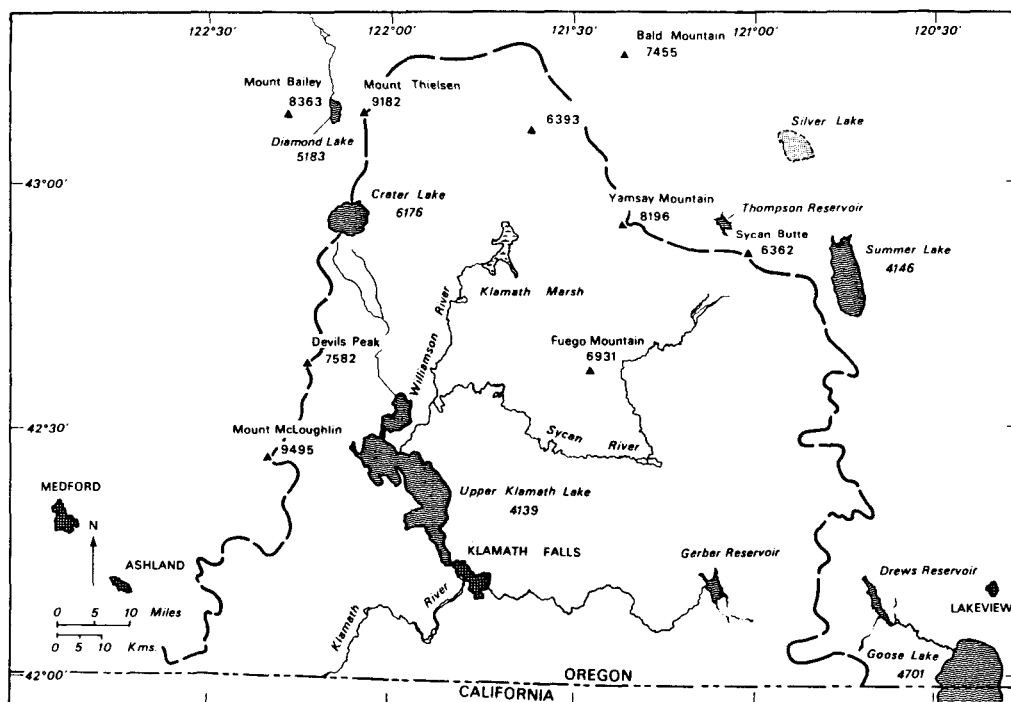 122°30'
122°00'
121°30'
121°00'
120°30'
Bald Mountain
7455
Mount Bailey
8363
Mount Thielsen
9182
6393
Diamond Lake
5183
Silver Lake
43°00'
Crater Lake
6176
Yamsay Mountain
8196
Thompson Reservoir
Sycan Butte
6362
Summer Lake
4146
Klamath Marsh
Williamson River
Devils Peak
7582
Fuego Mountain
6931
42°30'
Mount McLoughlin
9495
Sycan River
MEDFORD
N
Upper Klamath Lake
4139
KLAMATH FALLS
Gerber Reservoir
ASHLAND
Drews Reservoir
LAKEVIEW
0 5 10 Miles
0 5 10 Kms.
Klamath River
Goose Lake
4701
42°00'
OREGON
CALIFORNIA